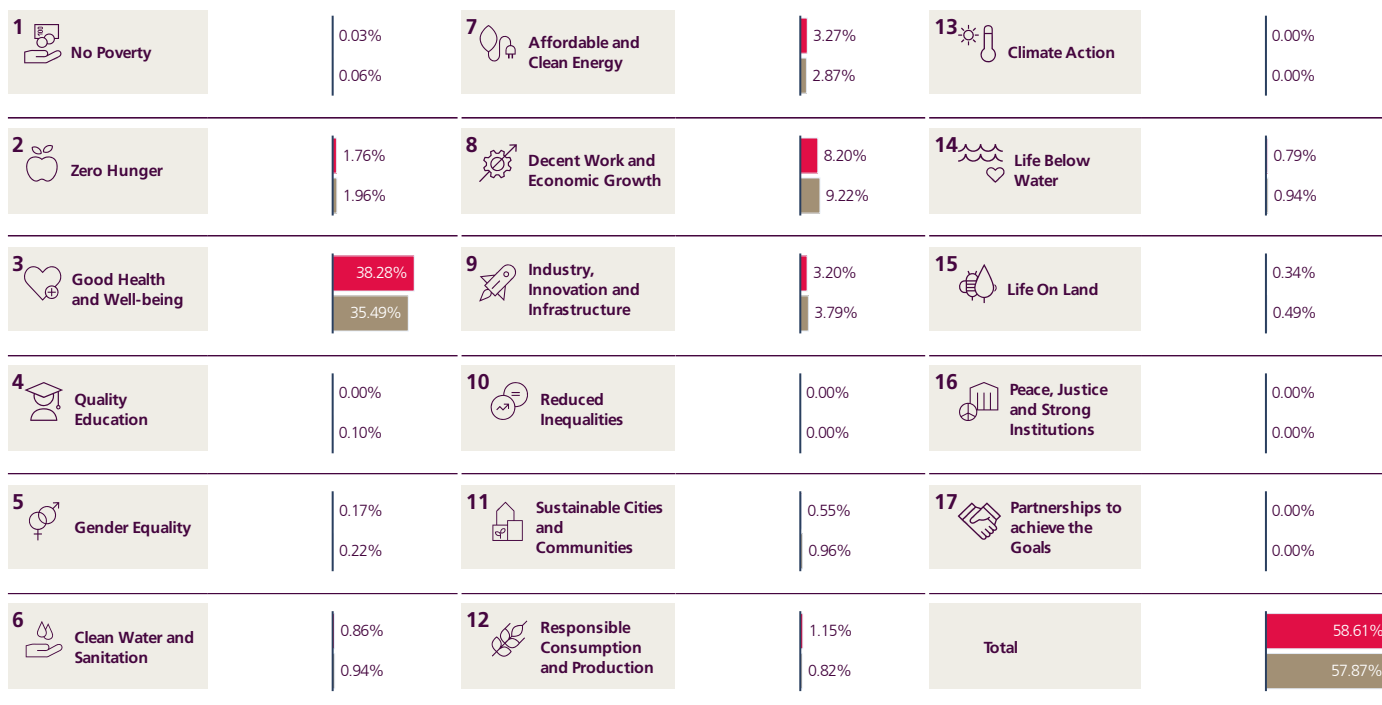 1
No Poverty
0.03%
0.06%
2
Zero Hunger
1.76%
1.96%
3
Good Health
and Well-being
38.28%
35.49%
4
Quality
Education
0.00%
0.10%
5
Gender Equality
0.17%
0.22%
6
Clean Water and
Sanitation
0.86%
0.94%
7
Affordable and
Clean Energy
3.27%
2.87%
8
Decent Work and
Economic Growth
8.20%
9.22%
9
Industry,
Innovation and
Infrastructure
3.20%
3.79%
10
Reduced
Inequalities
0.00%
0.00%
11
Sustainable Cities
and
Communities
0.55%
0.96%
12
Responsible
Consumption
and Production
1.15%
0.82%
13
Climate Action
0.00%
0.00%
14
Life Below
Water
0.79%
0.94%
15
Life On Land
0.34%
0.49%
16
Peace, Justice
and Strong
Institutions
0.00%
0.00%
17
Partnerships to
achieve the
Goals
0.00%
0.00%
Total
58.61%
57.87%